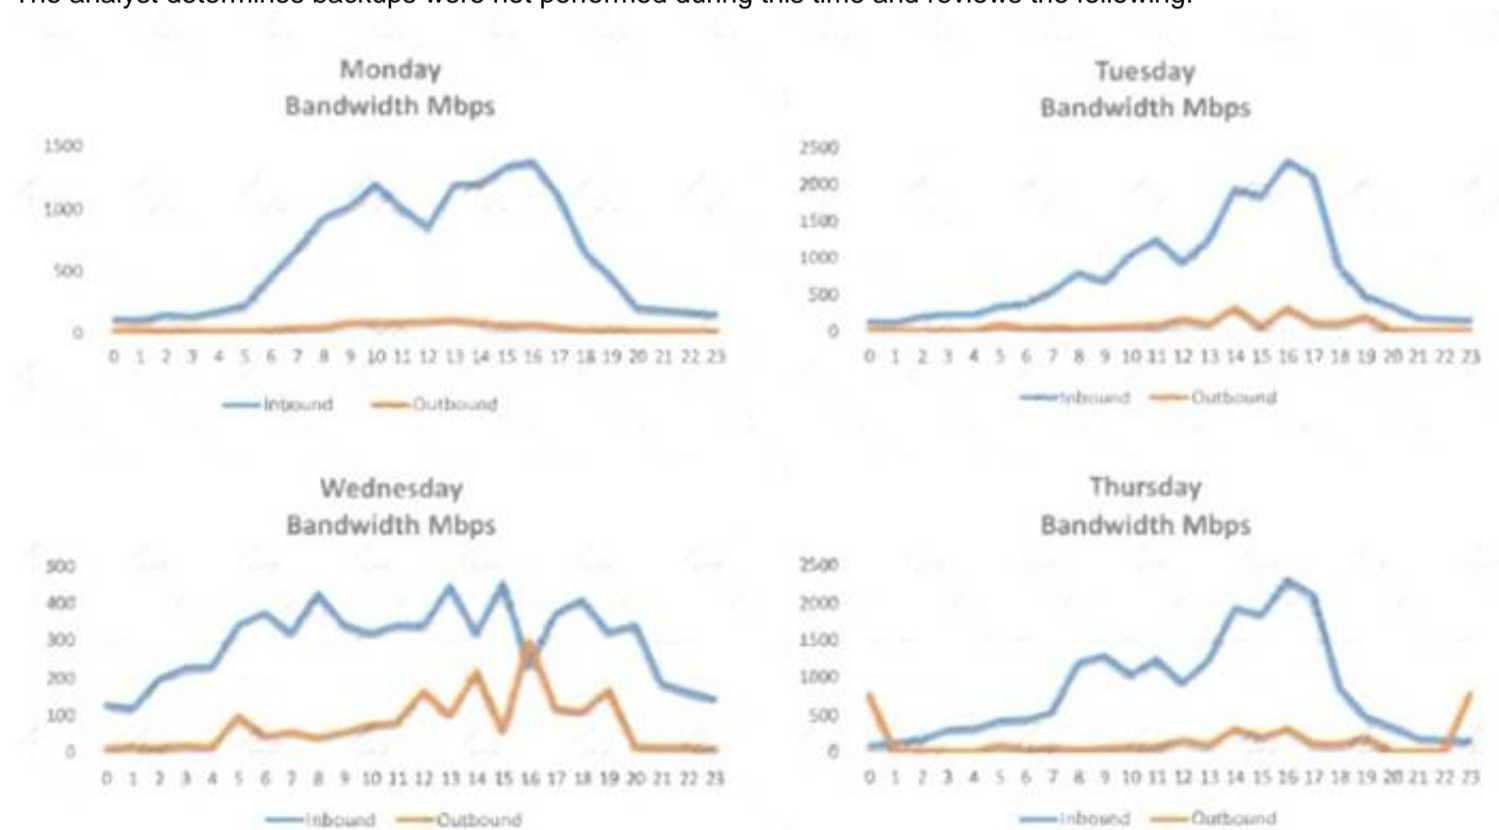 The analyst determines backups were not performed during this time and reviews the following:
Monday
Bandwidth Mbps
1500
1000
500
0
0 1 2 3 4 5 6 7 8 9 10 11 12 13 14 15 16 17 18 19 20 21 22 23
Inbound Outbound
Tuesday
Bandwidth Mbps
2500
2000
1500
1000
500
0
0 1 2 3 4 5 6 7 8 9 10 11 12 13 14 15 16 17 18 19 20 21 22 23
Inbound Outbound
Wednesday
Bandwidth Mbps
500
400
300
200
100
0
0 1 2 3 4 5 6 7 8 9 10 11 12 13 14 15 16 17 18 19 20 21 22 23
Inbound Outbound
Thursday
Bandwidth Mbps
2500
2000
1500
1000
500
0
0 1 2 3 4 5 6 7 8 9 10 11 12 13 14 15 16 17 18 19 20 21 22 23
Inbound Outbound